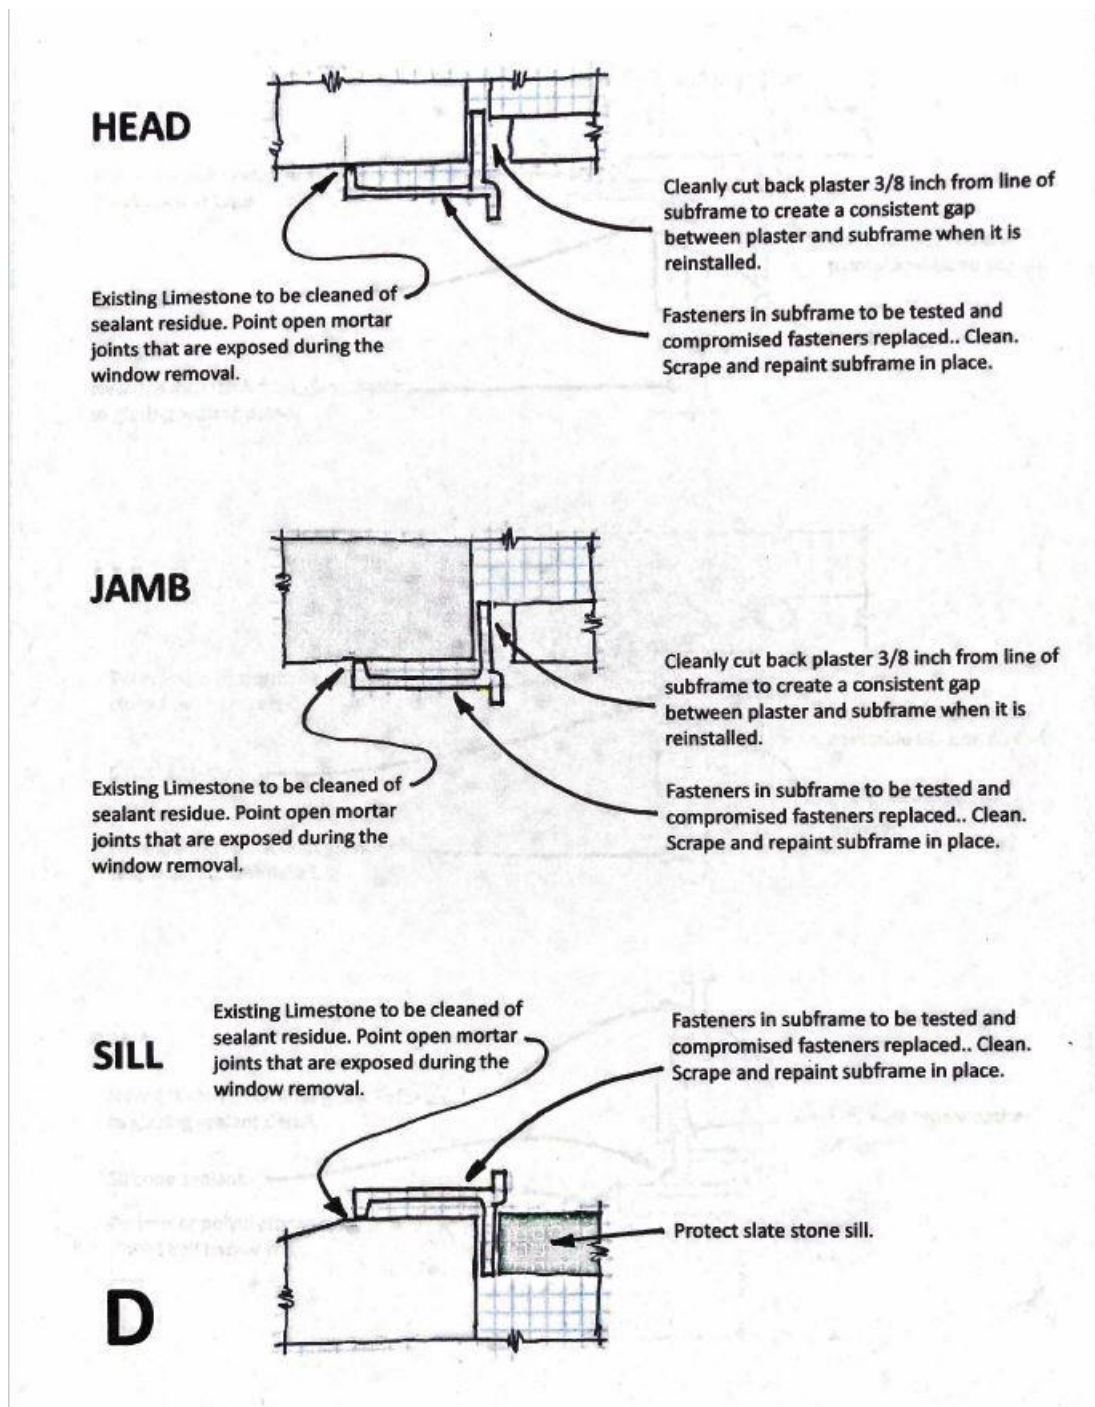 HEAD
Cleanly cut back plaster 3/8 inch from line of
subframe to create a consistent gap
between plaster and subframe when it is
reinstalled.
Existing Limestone to be cleaned of
sealant residue. Point open mortar
joints that are exposed during the
window removal.
Fasteners in subframe to be tested and
compromised fasteners replaced.. Clean.
Scrape and repaint subframe in place.
JAMB
Cleanly cut back plaster 3/8 inch from line of
subframe to create a consistent gap
between plaster and subframe when it is
reinstalled.
Existing Limestone to be cleaned of
sealant residue. Point open mortar
joints that are exposed during the
window removal.
Fasteners in subframe to be tested and
compromised fasteners replaced.. Clean.
Scrape and repaint subframe in place.
SILL
Existing Limestone to be cleaned of
sealant residue. Point open mortar
joints that are exposed during the
window removal.
Fasteners in subframe to be tested and
compromised fasteners replaced.. Clean.
Scrape and repaint subframe in place.
Protect slate stone sill.
D